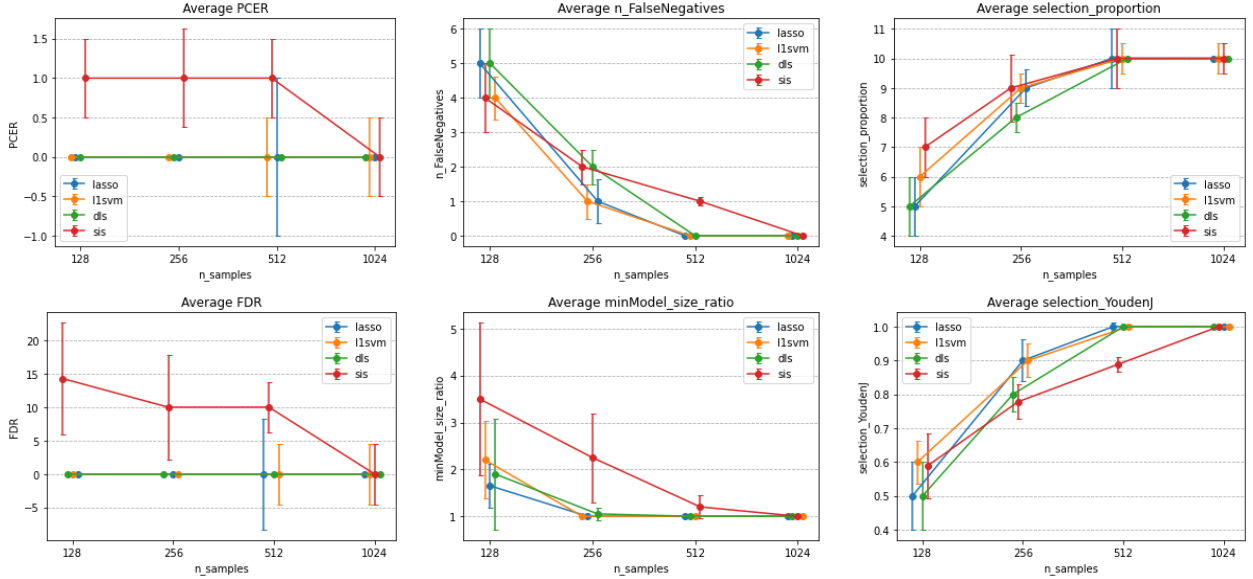 Average PCER
PCER
1.5
1.0
0.5
0.0
−0.5
−1.0
lasso
l1svm
dls
sis
128 256 512 1024
n_samples
Average n_FalseNegatives
n_FalseNegatives
6
5
4
3
2
1
0
lasso
l1svm
dls
sis
128 256 512 1024
n_samples
Average selection_proportion
selection_proportion
11
10
9
8
7
6
5
4
lasso
l1svm
dls
sis
128 256 512 1024
n_samples
Average FDR
FDR
20
15
10
5
0
−5
lasso
l1svm
dls
sis
128 256 512 1024
n_samples
Average minModel_size_ratio
minModel_size_ratio
5
4
3
2
1
lasso
l1svm
dls
sis
128 256 512 1024
n_samples
Average selection_YoudenJ
selection_YoudenJ
1.0
0.9
0.8
0.7
0.6
0.5
0.4
lasso
l1svm
dls
sis
128 256 512 1024
n_samples